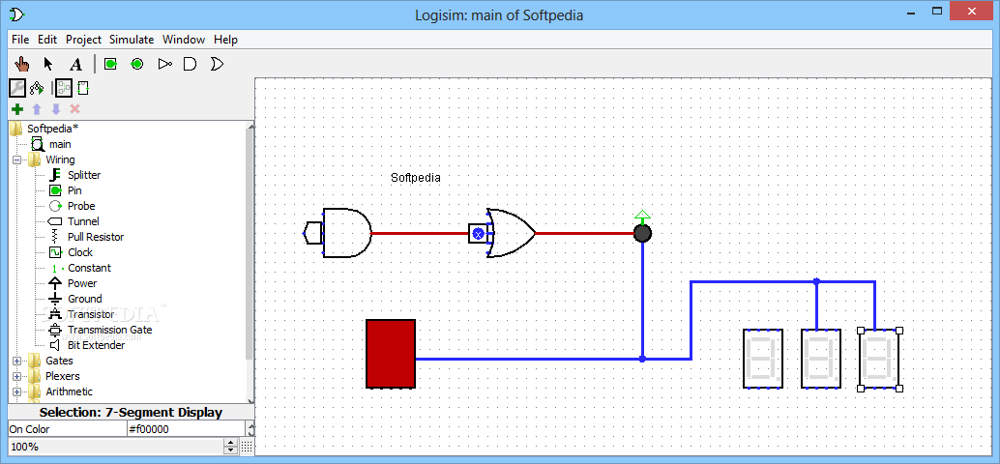 Logisim: main of Softpedia
File Edit Project Simulate Window Help
A
Softpedia*
main
Wiring
Splitter
Pin
Probe
Tunnel
Pull Resistor
Clock
1 Constant
Power
Ground
Transistor
Transmission Gate
Bit Extender
Gates
Plexers
Arithmetic
Selection: 7-Segment Display
On Color #f00000
100%
Softpedia
x